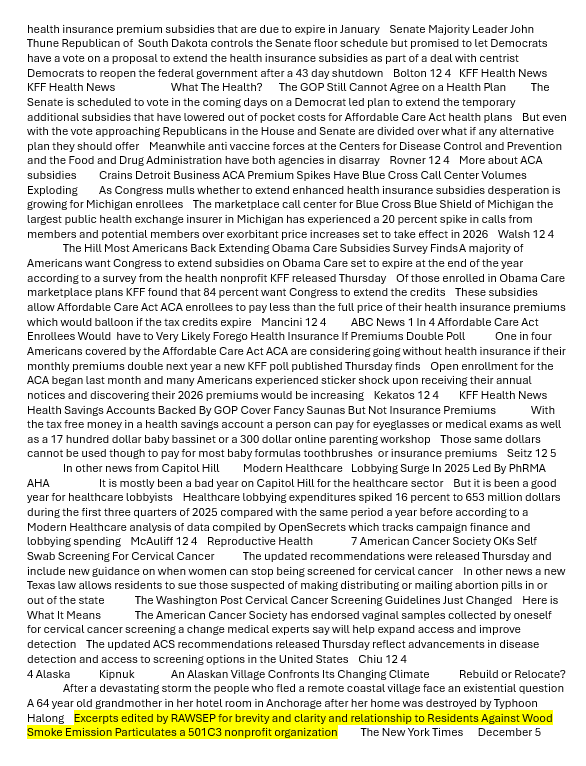 health insurance premium subsidies that are due to expire in January Senate Majority Leader John
Thune Republican of South Dakota controls the Senate floor schedule but promised to let Democrats
have a vote on a proposal to extend the health insurance subsidies as part of a deal with centrist
Democrats to reopen the federal government after a 43 day shutdown Bolton 12 4 KFF Health News
KFF Health News What The Health? The GOP Still Cannot Agree on a Health Plan The
Senate is scheduled to vote in the coming days on a Democrat led plan to extend the temporary
additional subsidies that have lowered out of pocket costs for Affordable Care Act health plans But even
with the vote approaching Republicans in the House and Senate are divided over what if any alternative
plan they should offer Meanwhile anti vaccine forces at the Centers for Disease Control and Prevention
and the Food and Drug Administration have both agencies in disarray Rovner 12 4 More about ACA
subsidies Crains Detroit Business ACA Premium Spikes Have Blue Cross Call Center Volumes
Exploding As Congress mulls whether to extend enhanced health insurance subsidies desperation is
growing for Michigan enrollees The marketplace call center for Blue Cross Blue Shield of Michigan the
largest public health exchange insurer in Michigan has experienced a 20 percent spike in calls from
members and potential members over exorbitant price increases set to take effect in 2026 Walsh 12 4
The Hill Most Americans Back Extending Obama Care Subsidies Survey FindsA majority of
Americans want Congress to extend subsidies on Obama Care set to expire at the end of the year
according to a survey from the health nonprofit KFF released Thursday Of those enrolled in Obama Care
marketplace plans KFF found that 84 percent want Congress to extend the credits These subsidies
allow Affordable Care Act ACA enrollees to pay less than the full price of their health insurance premiums
which would balloon if the tax credits expire Mancini 12 4 ABC News 1 In 4 Affordable Care Act
Enrollees Would have to Very Likely Forego Health Insurance If Premiums Double Poll One in four
Americans covered by the Affordable Care Act ACA are considering going without health insurance if their
monthly premiums double next year a new KFF poll published Thursday finds Open enrollment for the
ACA began last month and many Americans experienced sticker shock upon receiving their annual
notices and discovering their 2026 premiums would be increasing Kekatos 12 4 KFF Health News
Health Savings Accounts Backed By GOP Cover Fancy Saunas But Not Insurance Premiums With
the tax free money in a health savings account a person can pay for eyeglasses or medical exams as well
as a 17 hundred dollar baby bassinet or a 300 dollar online parenting workshop Those same dollars
cannot be used though to pay for most baby formulas toothbrushes or insurance premiums Seitz 12 5
In other news from Capitol Hill Modern Healthcare Lobbying Surge In 2025 Led By PhRMA
AHA It is mostly been a bad year on Capitol Hill for the healthcare sector But it is been a good
year for healthcare lobbyists Healthcare lobbying expenditures spiked 16 percent to 653 million dollars
during the first three quarters of 2025 compared with the same period a year before according to a
Modern Healthcare analysis of data compiled by OpenSecrets which tracks campaign finance and
lobbying spending McAuliff 12 4 Reproductive Health 7 American Cancer Society OKs Self
Swab Screening For Cervical Cancer The updated recommendations were released Thursday and
include new guidance on when women can stop being screened for cervical cancer In other news a new
Texas law allows residents to sue those suspected of making distributing or mailing abortion pills in or
out of the state The Washington Post Cervical Cancer Screening Guidelines Just Changed Here is
What It Means The American Cancer Society has endorsed vaginal samples collected by oneself
for cervical cancer screening a change medical experts say will help expand access and improve
detection The updated ACS recommendations released Thursday reflect advancements in disease
detection and access to screening options in the United States Chiu 12 4
4 Alaska Kipnuk An Alaskan Village Confronts Its Changing Climate Rebuild or Relocate?
After a devastating storm the people who fled a remote coastal village face an existential question
A 64 year old grandmother in her hotel room in Anchorage after her home was destroyed by Typhoon
Halong Excerpts edited by RAWSEP for brevity and clarity and relationship to Residents Against Wood
Smoke Emission Particulates a 501C3 nonprofit organization The New York Times December 5